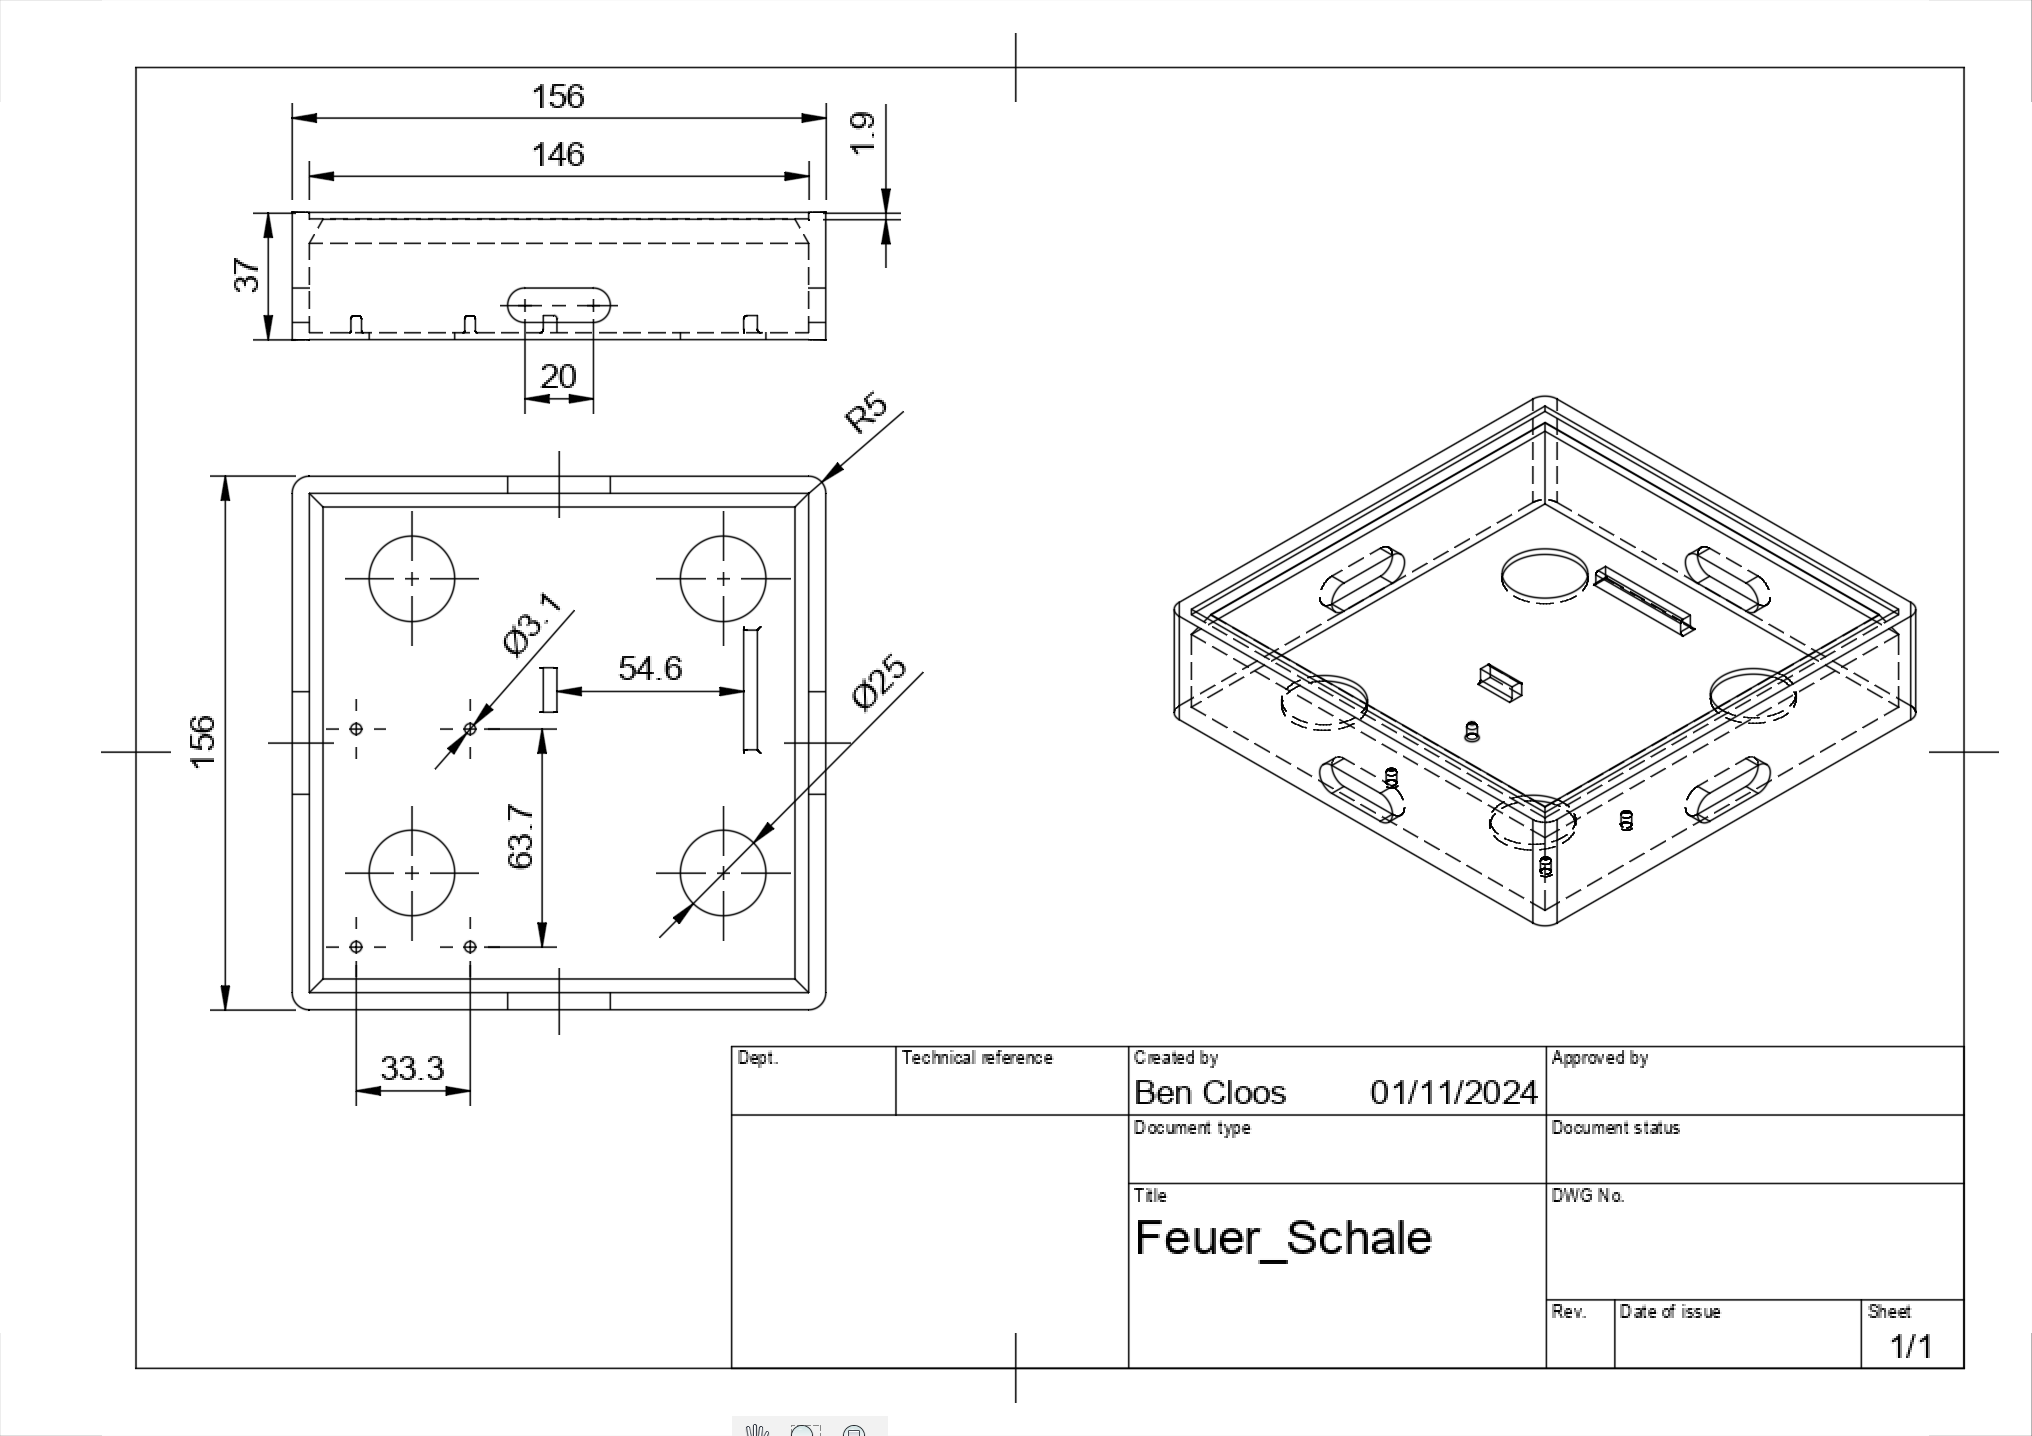 156
146
1.9
37
20
R5
Ø3.1
54.6
Ø25
156
63.7
33.3
Dept.
Technical reference
Created by
Approved by
Ben Cloos 01/11/2024
Document type
Document status
Title
DWG No.
Feuer_Schale
Rev.
Date of issue
Sheet
1/1